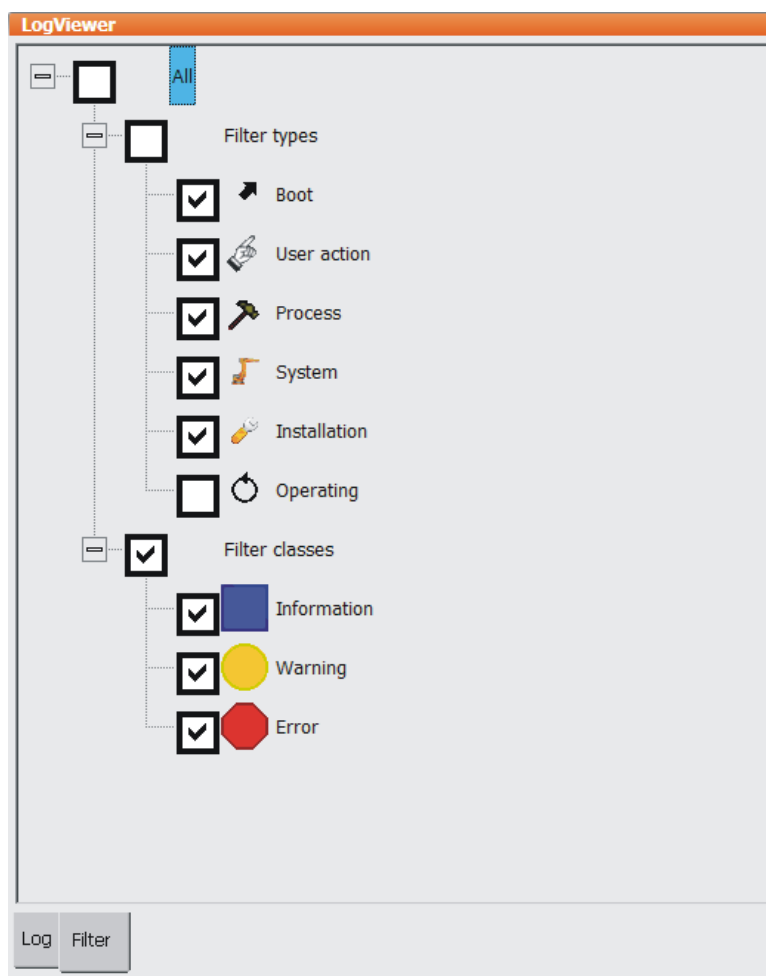 LogViewer
All
Filter types
Boot
User action
Process
System
Installation
Operating
Filter classes
Information
Warning
Error
Log
Filter